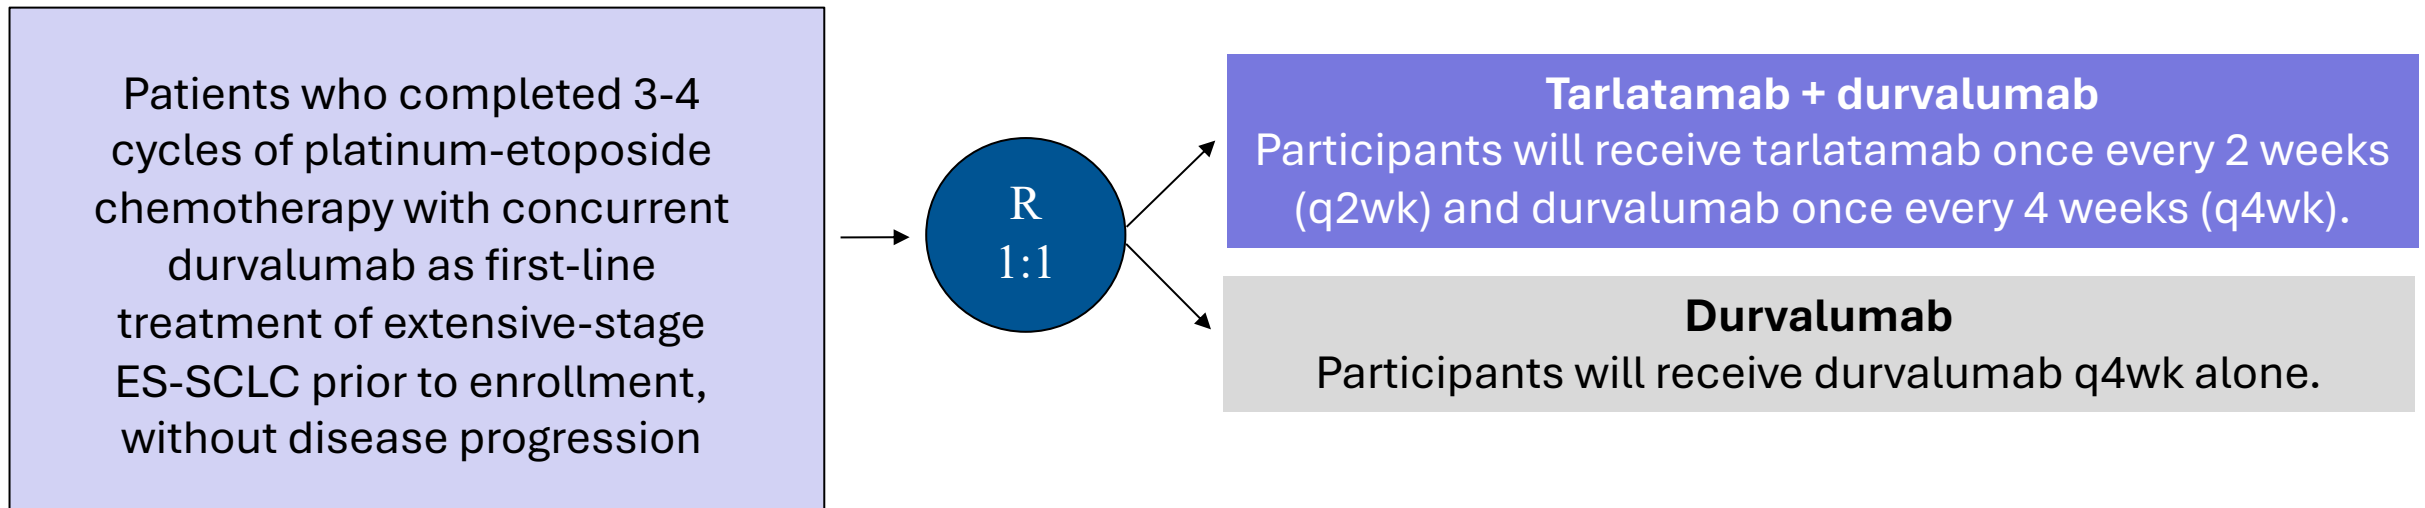 Patients who completed 3-4
cycles of platinum-etoposide
chemotherapy with concurrent
durvalumab as first-line
treatment of extensive-stage
ES-SCLC prior to enrollment,
without disease progression
R
1:1
Tarlatamab + durvalumab
Participants will receive tarlatamab once every 2 weeks
(q2wk) and durvalumab once every 4 weeks (q4wk).
Durvalumab
Participants will receive durvalumab q4wk alone.